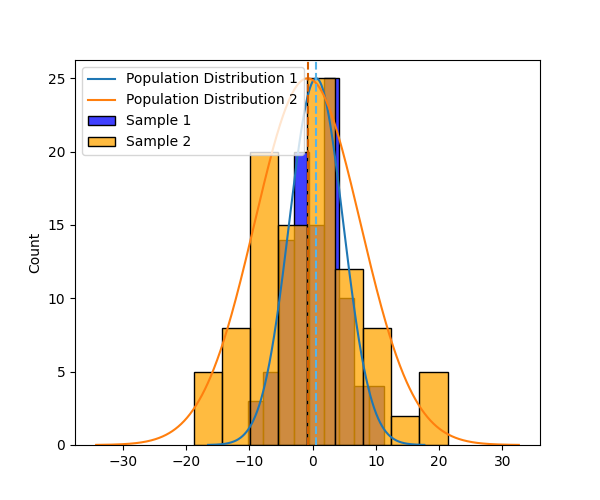 Population Distribution 1
Population Distribution 2
Sample 1
Sample 2
Count
25
20
15
10
5
0
−30
−20
−10
0
10
20
30